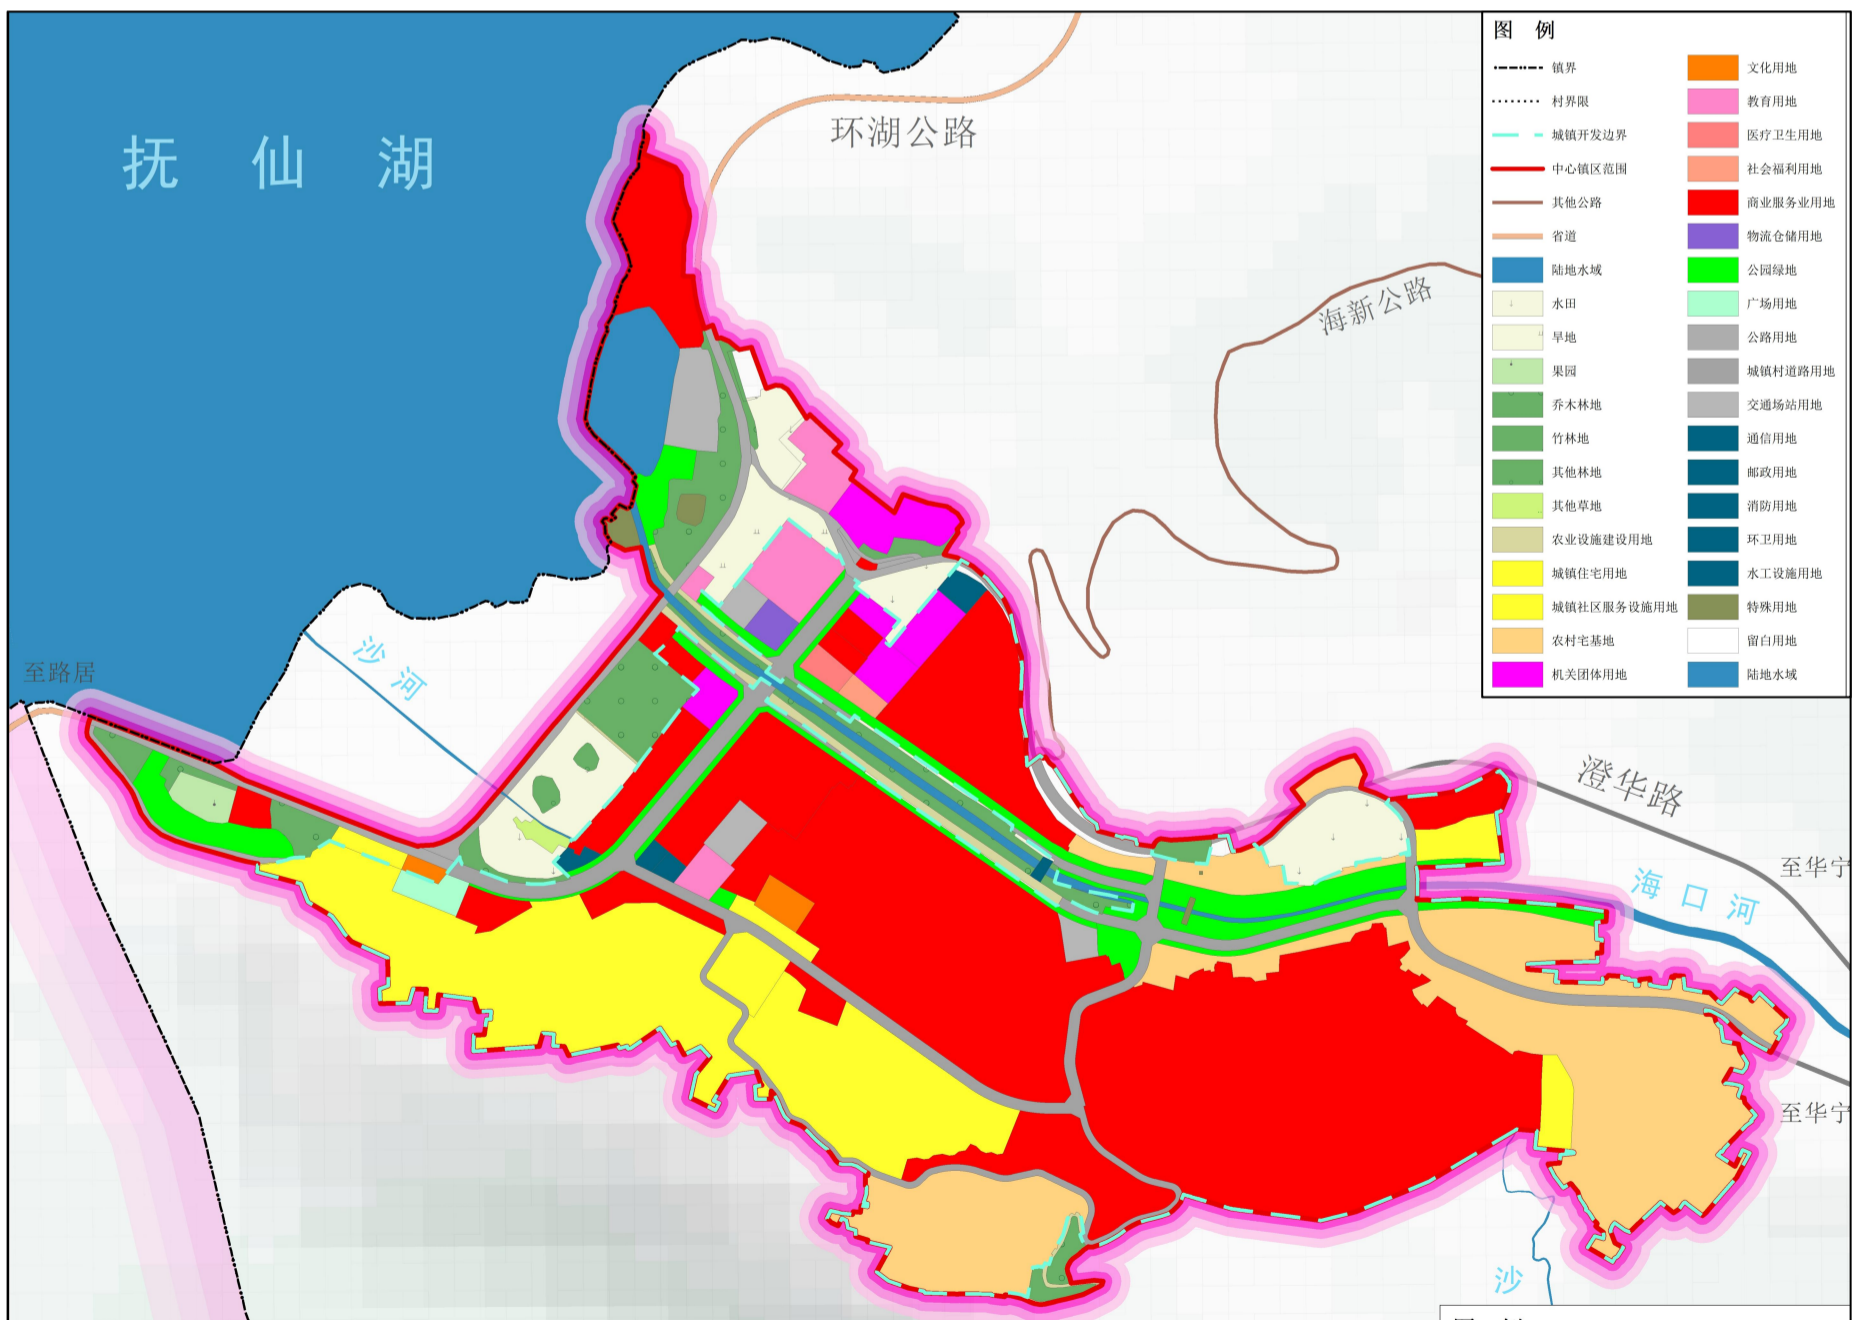 抚 仙 湖
环湖公路
海新公路
沙河
至路居
澄华路
至华宁
海口河
至华宁
沙
图 例
镇界
村界限
城镇开发边界
中心镇区范围
其他公路
省道
陆地水域
水田
旱地
果园
乔木林地
竹林地
其他林地
其他草地
农业设施建设用地
城镇住宅用地
城镇社区服务设施用地
农村宅基地
机关团体用地
文化用地
教育用地
医疗卫生用地
社会福利用地
商业服务业用地
物流仓储用地
公园绿地
广场用地
公路用地
城镇村道路用地
交通场站用地
通信用地
邮政用地
消防用地
环卫用地
水工设施用地
特殊用地
留白用地
陆地水域